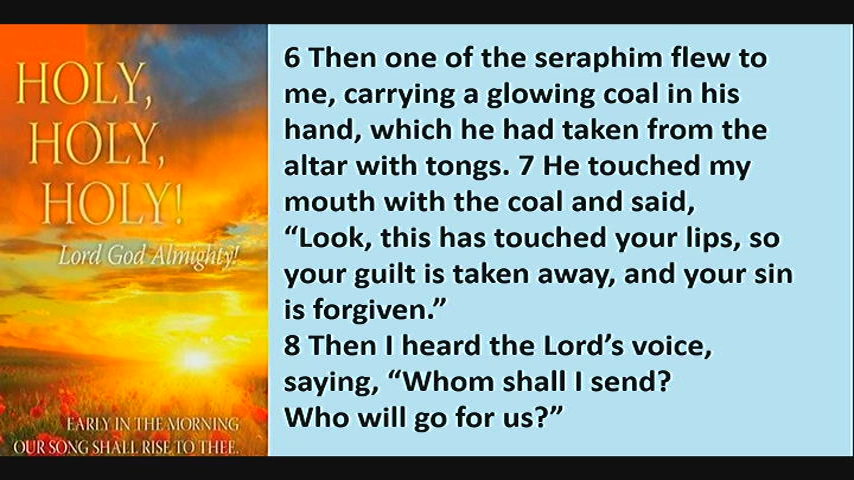 HOLY,
HOLY,
HOLY!
Lord God Almighty!
EARLY IN THE MORNING
OUR SONG SHALL RISE TO THEE.
6 Then one of the seraphim flew to
me, carrying a glowing coal in his
hand, which he had taken from the
altar with tongs. 7 He touched my
mouth with the coal and said,
“Look, this has touched your lips, so
your guilt is taken away, and your sin
is forgiven.”
8 Then I heard the Lord’s voice,
saying, “Whom shall I send?
Who will go for us?”